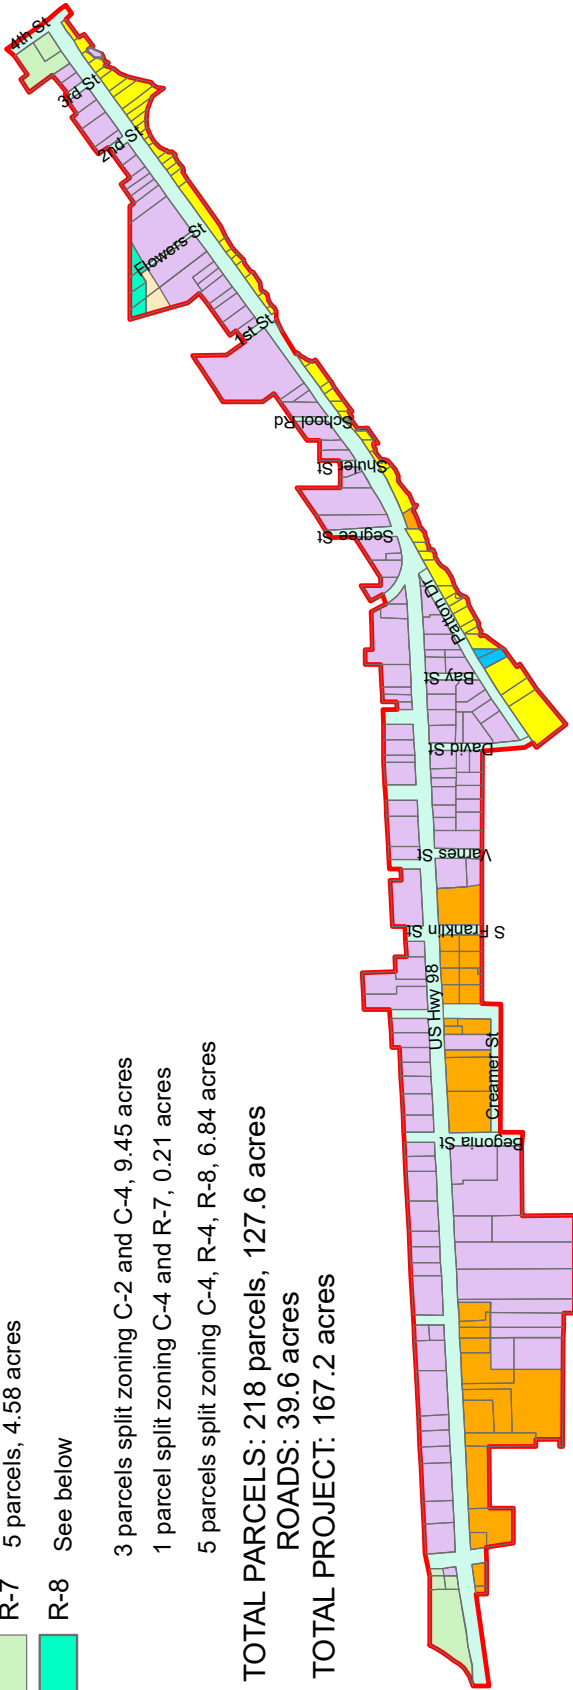 R-7 5 parcels, 4.58 acres
R-8 See below
3 parcels split zoning C-2 and C-4, 9.45 acres
1 parcel split zoning C-4 and R-7, 0.21 acres
5 parcels split zoning C-4, R-4, R-8, 6.84 acres
TOTAL PARCELS: 218 parcels, 127.6 acres
ROADS: 39.6 acres
TOTAL PROJECT: 167.2 acres
4th St
3rd St
2nd St
Flowers St
1st St
School Rd
Shuler St
Segree St
Patton Dr
Bay St
David St
Varnes St
S Franklin St
US Hwy 98
Creamer St
Begonia St